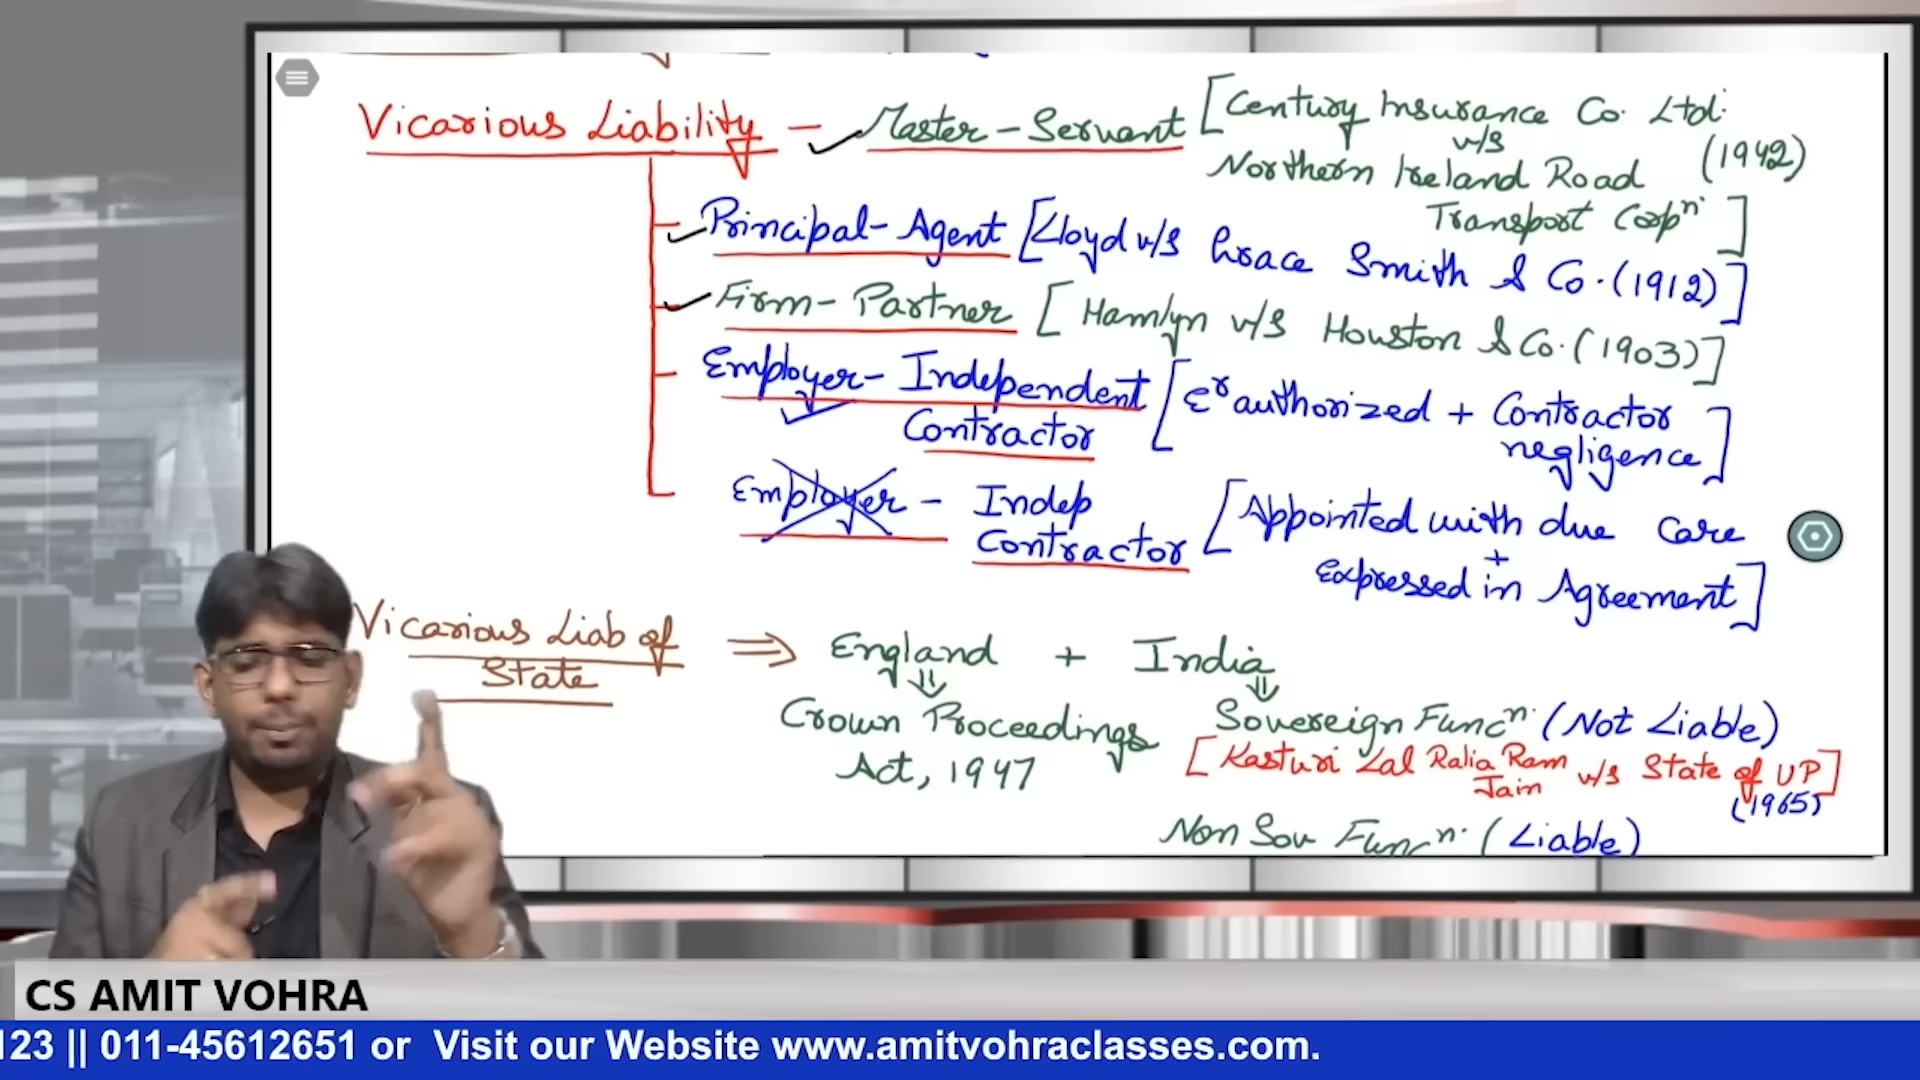 Vicarious Liability - Master-Servant [Century Insurance Co. Ltd.
v/s
Northern Ireland Road (1942)
Transport Corpn]
Principal-Agent [Lloyd v/s Grace Smith & Co. (1912)]
Firm-Partner [Hamlyn v/s Houston & Co. (1903)]
Employer-Independent [Er authorized + Contractor
Contractor negligence]
Employer - Indep [Appointed with due care
Contractor +
Expressed in Agreement]
Vicarious Liab of ⇒ England + India
State
⇓ ⇓
Crown Proceedings Sovereign Funcn. (Not Liable)
Act, 1947 [Kasturi Lal Ralia Ram v/s State of UP]
Jain (1965)
Non Sov Funcn. (Liable)
CS AMIT VOHRA
123 || 011-45612651 or Visit our Website www.amitvohraclasses.com.